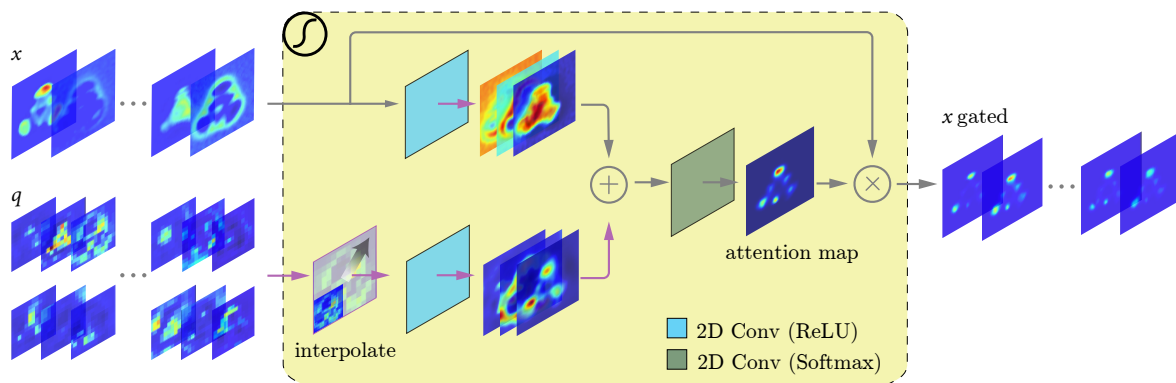 x
x gated
q
attention map
2D Conv (ReLU)
interpolate
2D Conv (Softmax)